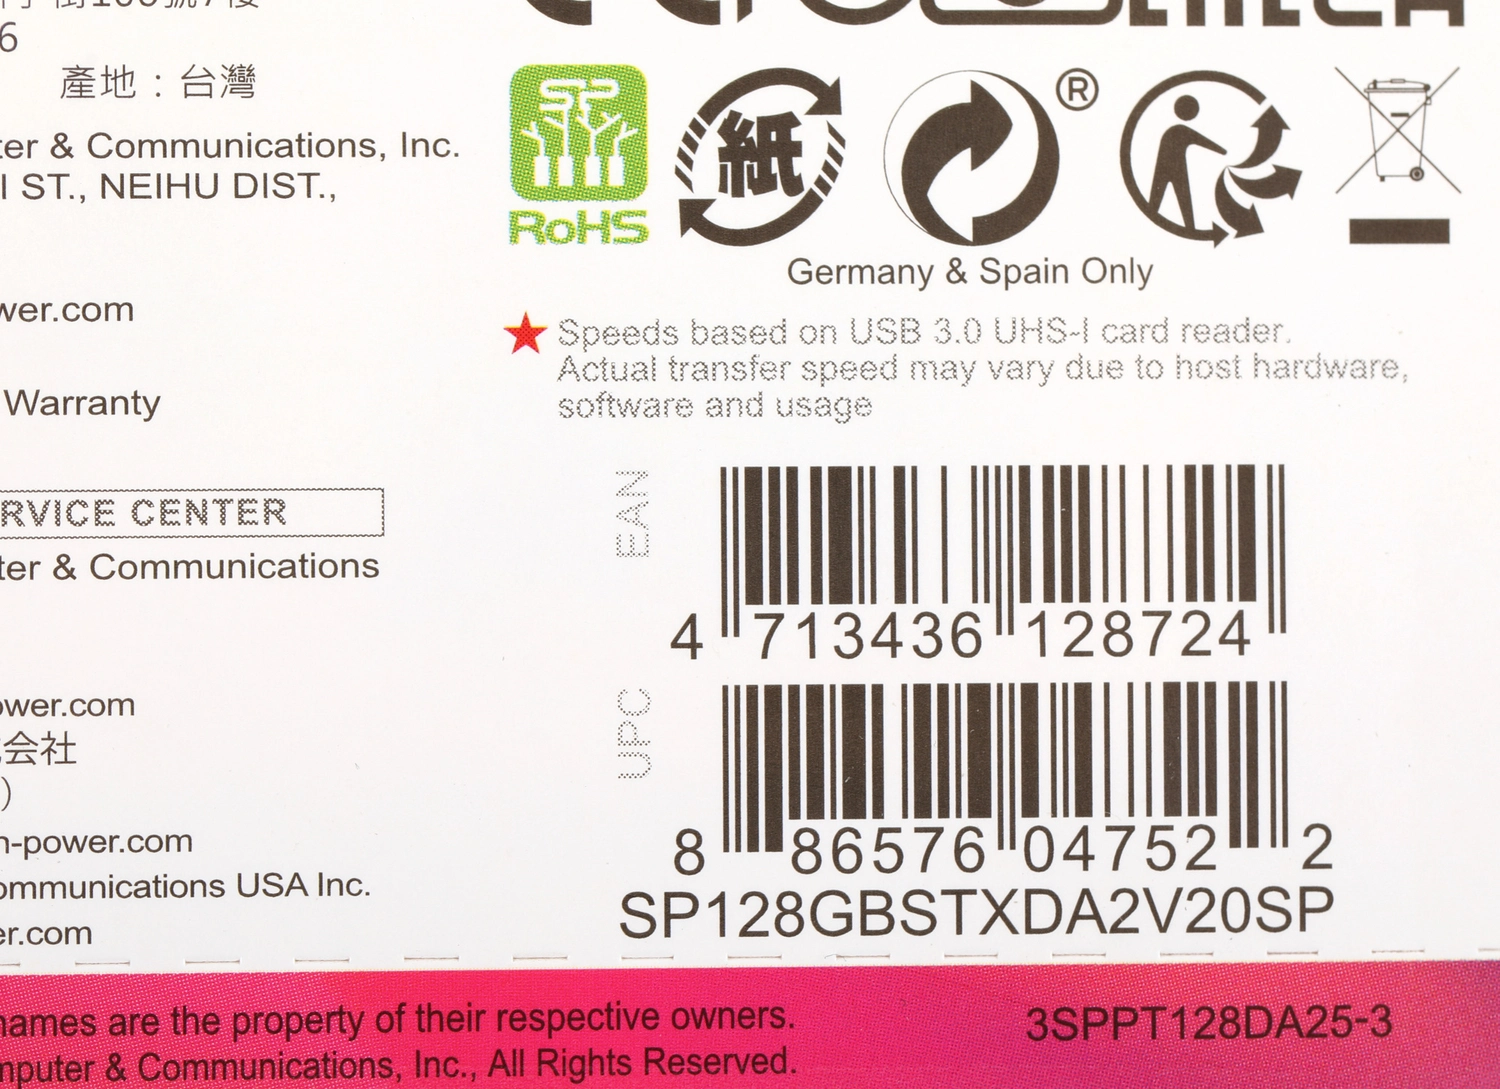 6
產地：台灣
ter & Communications, Inc.
I ST., NEIHU DIST.,
wer.com
Warranty
RVICE CENTER
ter & Communications
ower.com
会社
)
n-power.com
ommunications USA Inc.
er.com
SP
RoHS
紙
®
Germany & Spain Only
Speeds based on USB 3.0 UHS-I card reader.
Actual transfer speed may vary due to host hardware,
software and usage
EAN
4 713436 128724
UPC
8 86576 04752 2
SP128GBSTXDA2V20SP
names are the property of their respective owners.
mputer & Communications, Inc., All Rights Reserved.
3SPPT128DA25-3